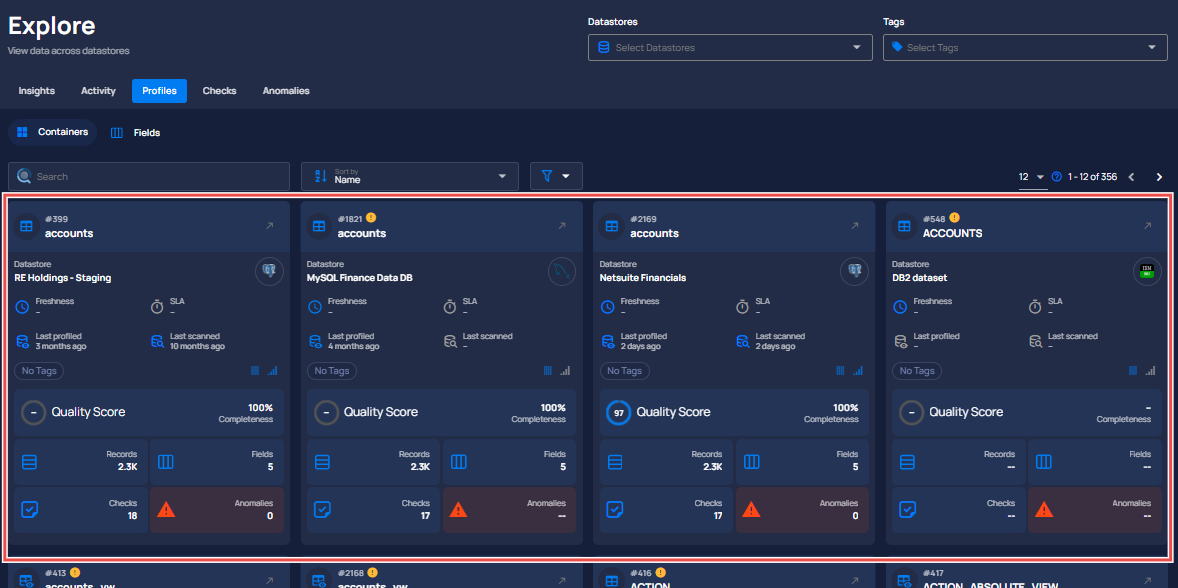 Explore
View data across datastores
Datastores
Select Datastores
Tags
Select Tags
Insights Activity Profiles Checks Anomalies
Containers Fields
Search
Sort by
Name
12 1 - 12 of 356
#399
accounts
Datastore
RE Holdings - Staging
Freshness
–
SLA
–
Last profiled
3 months ago
Last scanned
10 months ago
No Tags
– Quality Score
100%
Completeness
Records
2.3K
Fields
5
Checks
18
Anomalies
0
#1821
accounts
Datastore
MySQL Finance Data DB
Freshness
–
SLA
–
Last profiled
4 months ago
Last scanned
–
No Tags
– Quality Score
100%
Completeness
Records
2.3K
Fields
5
Checks
17
Anomalies
--
#2169
accounts
Datastore
Netsuite Financials
Freshness
–
SLA
–
Last profiled
2 days ago
Last scanned
2 days ago
No Tags
97 Quality Score
100%
Completeness
Records
2.3K
Fields
5
Checks
17
Anomalies
0
#548
ACCOUNTS
Datastore
DB2 dataset
Freshness
–
SLA
–
Last profiled
–
Last scanned
–
No Tags
– Quality Score
–
Completeness
Records
--
Fields
--
Checks
--
Anomalies
--
#413
accounts_vw
#2168
accounts_vw
#416
ACTION
#417
ACTION_ABSOLUTE_VIEW